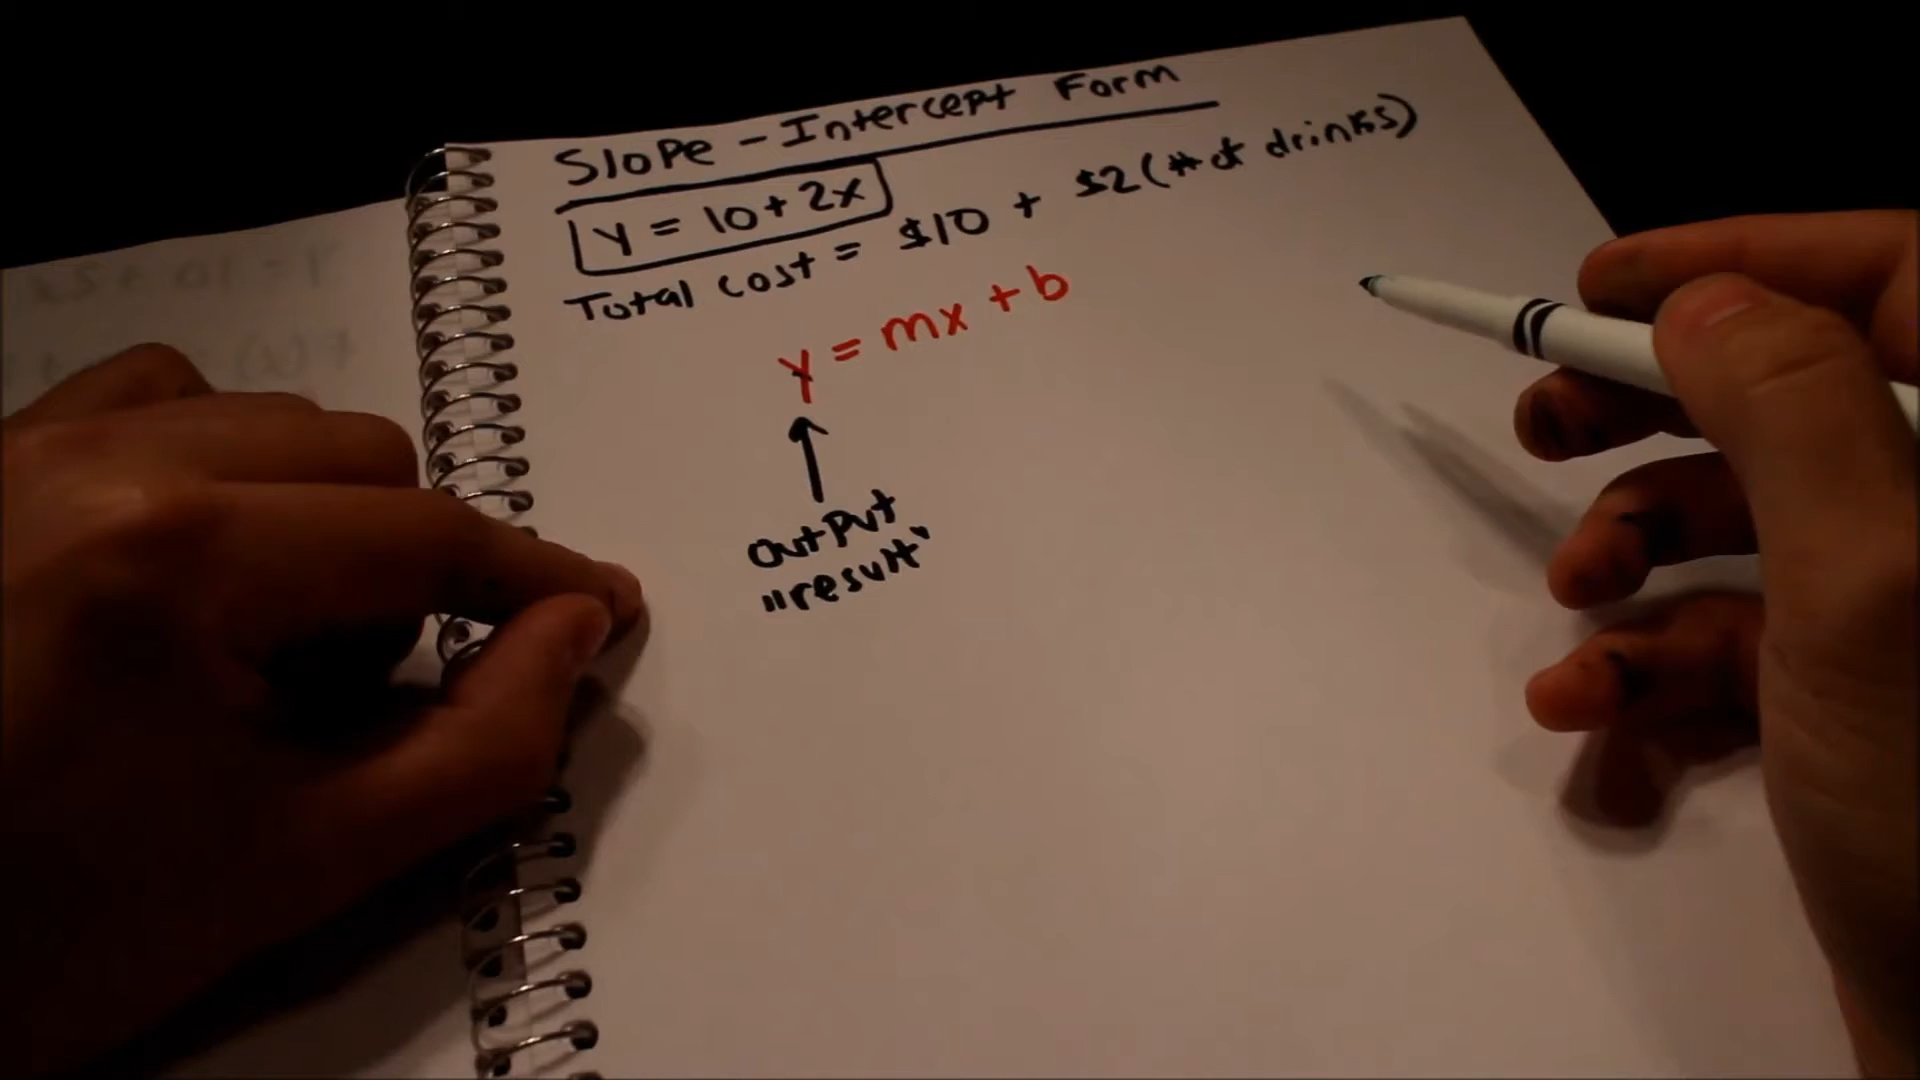 Slope - Intercept Form
y = 10 + 2x
Total cost = $10 + $2 (# of drinks)
y = mx + b
output
"result"